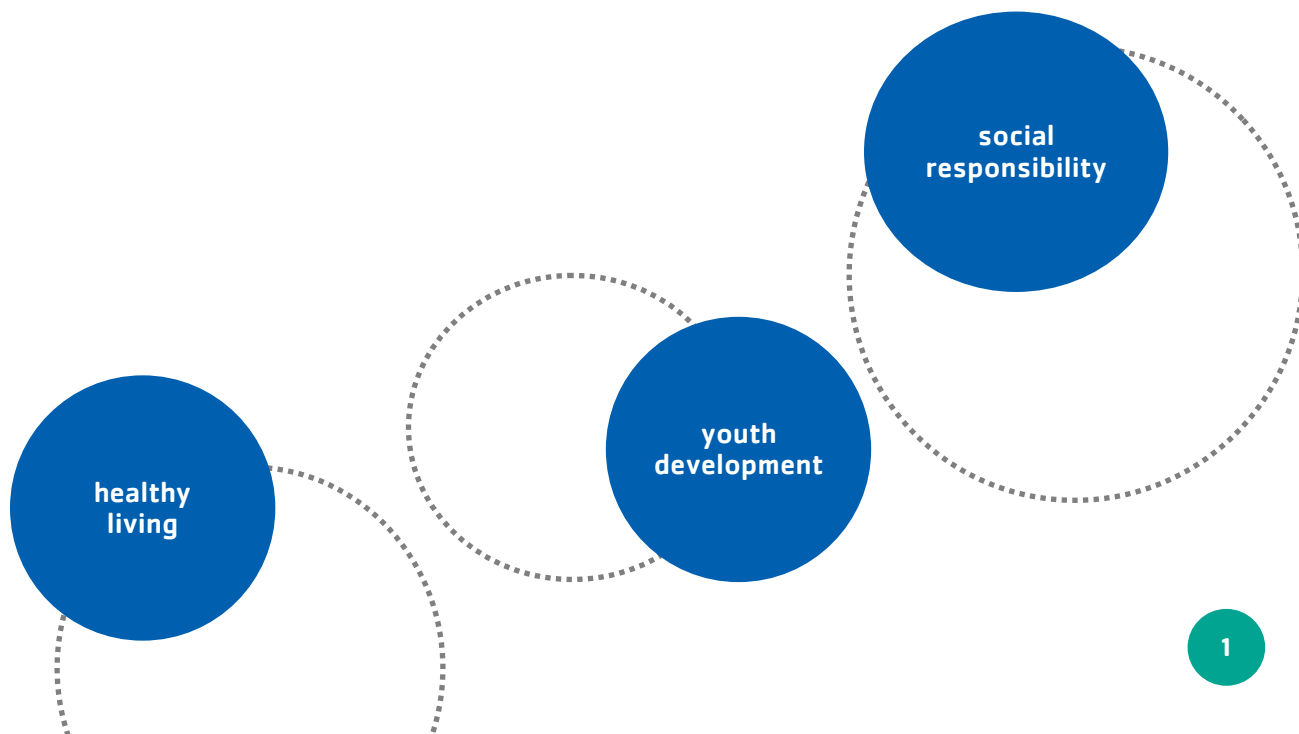 social
responsibility
youth
development
healthy
living
1